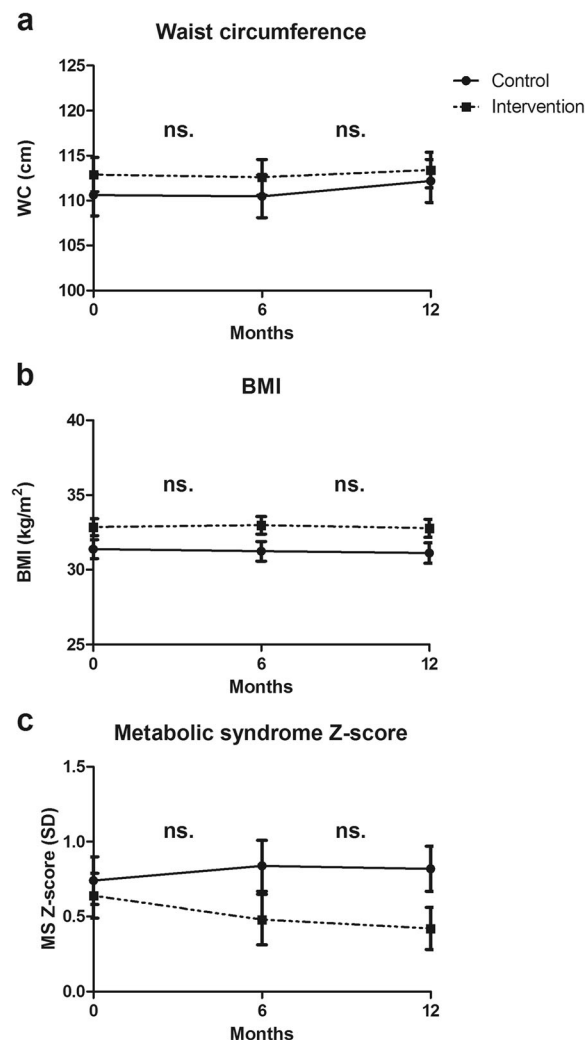 a
Waist circumference
Control
Intervention
WC (cm)
125
120
115
110
105
100
ns.
ns.
0
6
12
Months
b
BMI
BMI (kg/m²)
40
35
30
25
ns.
ns.
0
6
12
Months
c
Metabolic syndrome Z-score
MS Z-score (SD)
1.5
1.0
0.5
0.0
ns.
ns.
0
6
12
Months